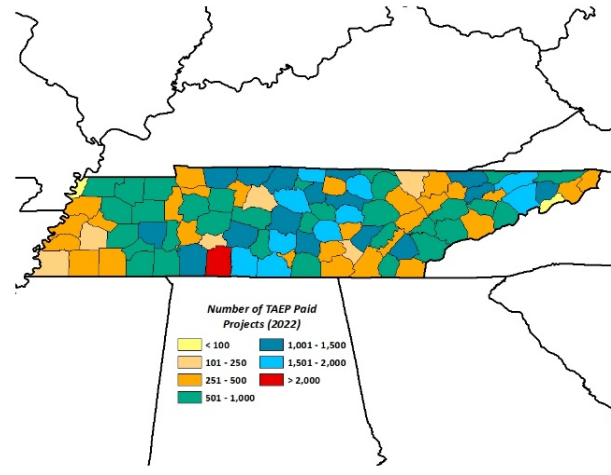 Number of TAEP Paid
Projects (2022)
< 100
101 - 250
251 - 500
501 - 1,000
1,001 - 1,500
1,501 - 2,000
> 2,000